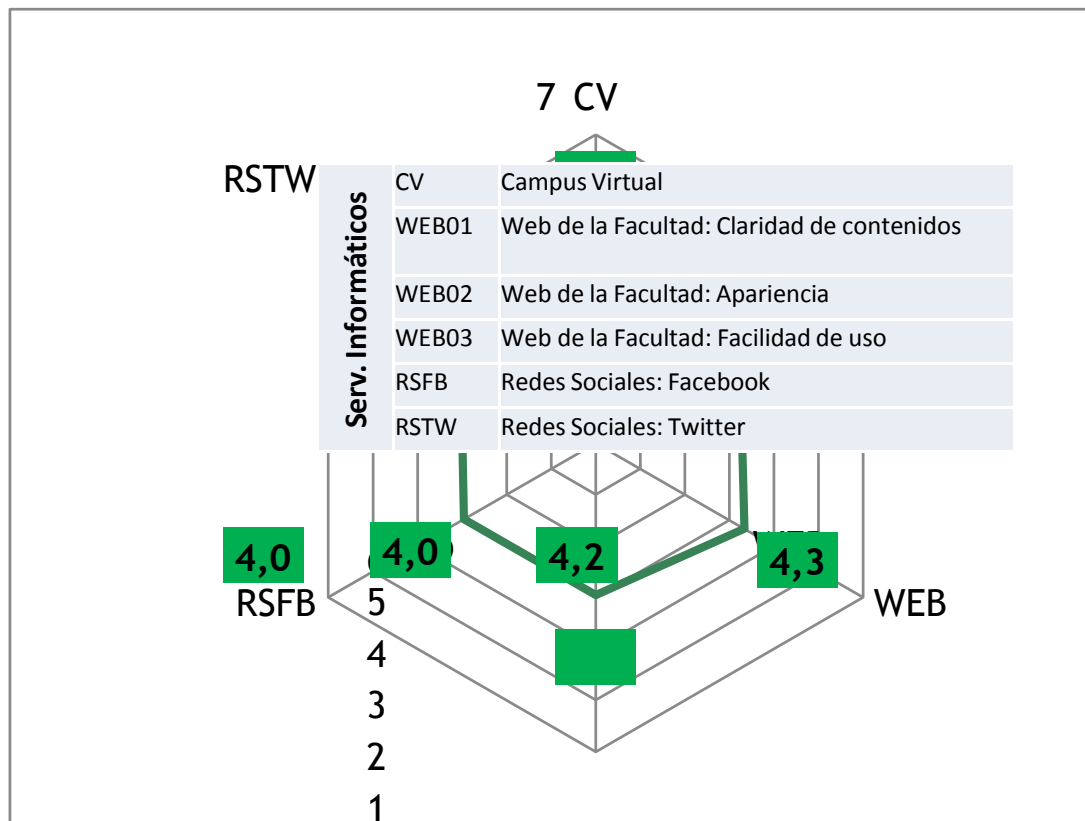 7 CV
RSTW
Serv. Informáticos
CV Campus Virtual
WEB01 Web de la Facultad: Claridad de contenidos
WEB02 Web de la Facultad: Apariencia
WEB03 Web de la Facultad: Facilidad de uso
RSFB Redes Sociales: Facebook
RSTW Redes Sociales: Twitter
4,0 4,0 4,2 4,3
RSFB 5 WEB
4
3
2
1